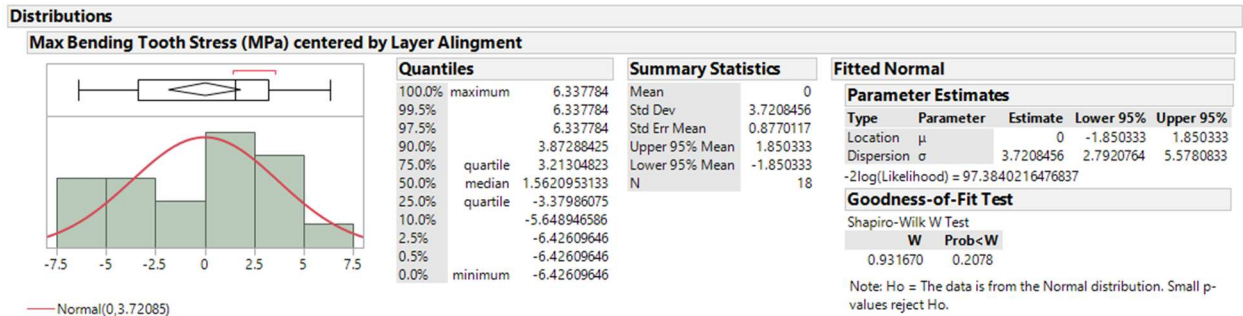 Distributions
Max Bending Tooth Stress (MPa) centered by Layer Alingment
-7.5 -5 -2.5 0 2.5 5 7.5
Normal(0,3.72085)
Quantiles
100.0% maximum 6.337784
99.5% 6.337784
97.5% 6.337784
90.0% 3.87288425
75.0% quartile 3.21304823
50.0% median 1.5620953133
25.0% quartile -3.37986075
10.0% -5.648946586
2.5% -6.42609646
0.5% -6.42609646
0.0% minimum -6.42609646
Summary Statistics
Mean 0
Std Dev 3.7208456
Std Err Mean 0.8770117
Upper 95% Mean 1.850333
Lower 95% Mean -1.850333
N 18
Fitted Normal
Parameter Estimates
Type Parameter Estimate Lower 95% Upper 95%
Location μ 0 -1.850333 1.850333
Dispersion σ 3.7208456 2.7920764 5.5780833
-2log(Likelihood) = 97.3840216476837
Goodness-of-Fit Test
Shapiro-Wilk W Test
W Prob<W
0.931670 0.2078
Note: Ho = The data is from the Normal distribution. Small p-
values reject Ho.